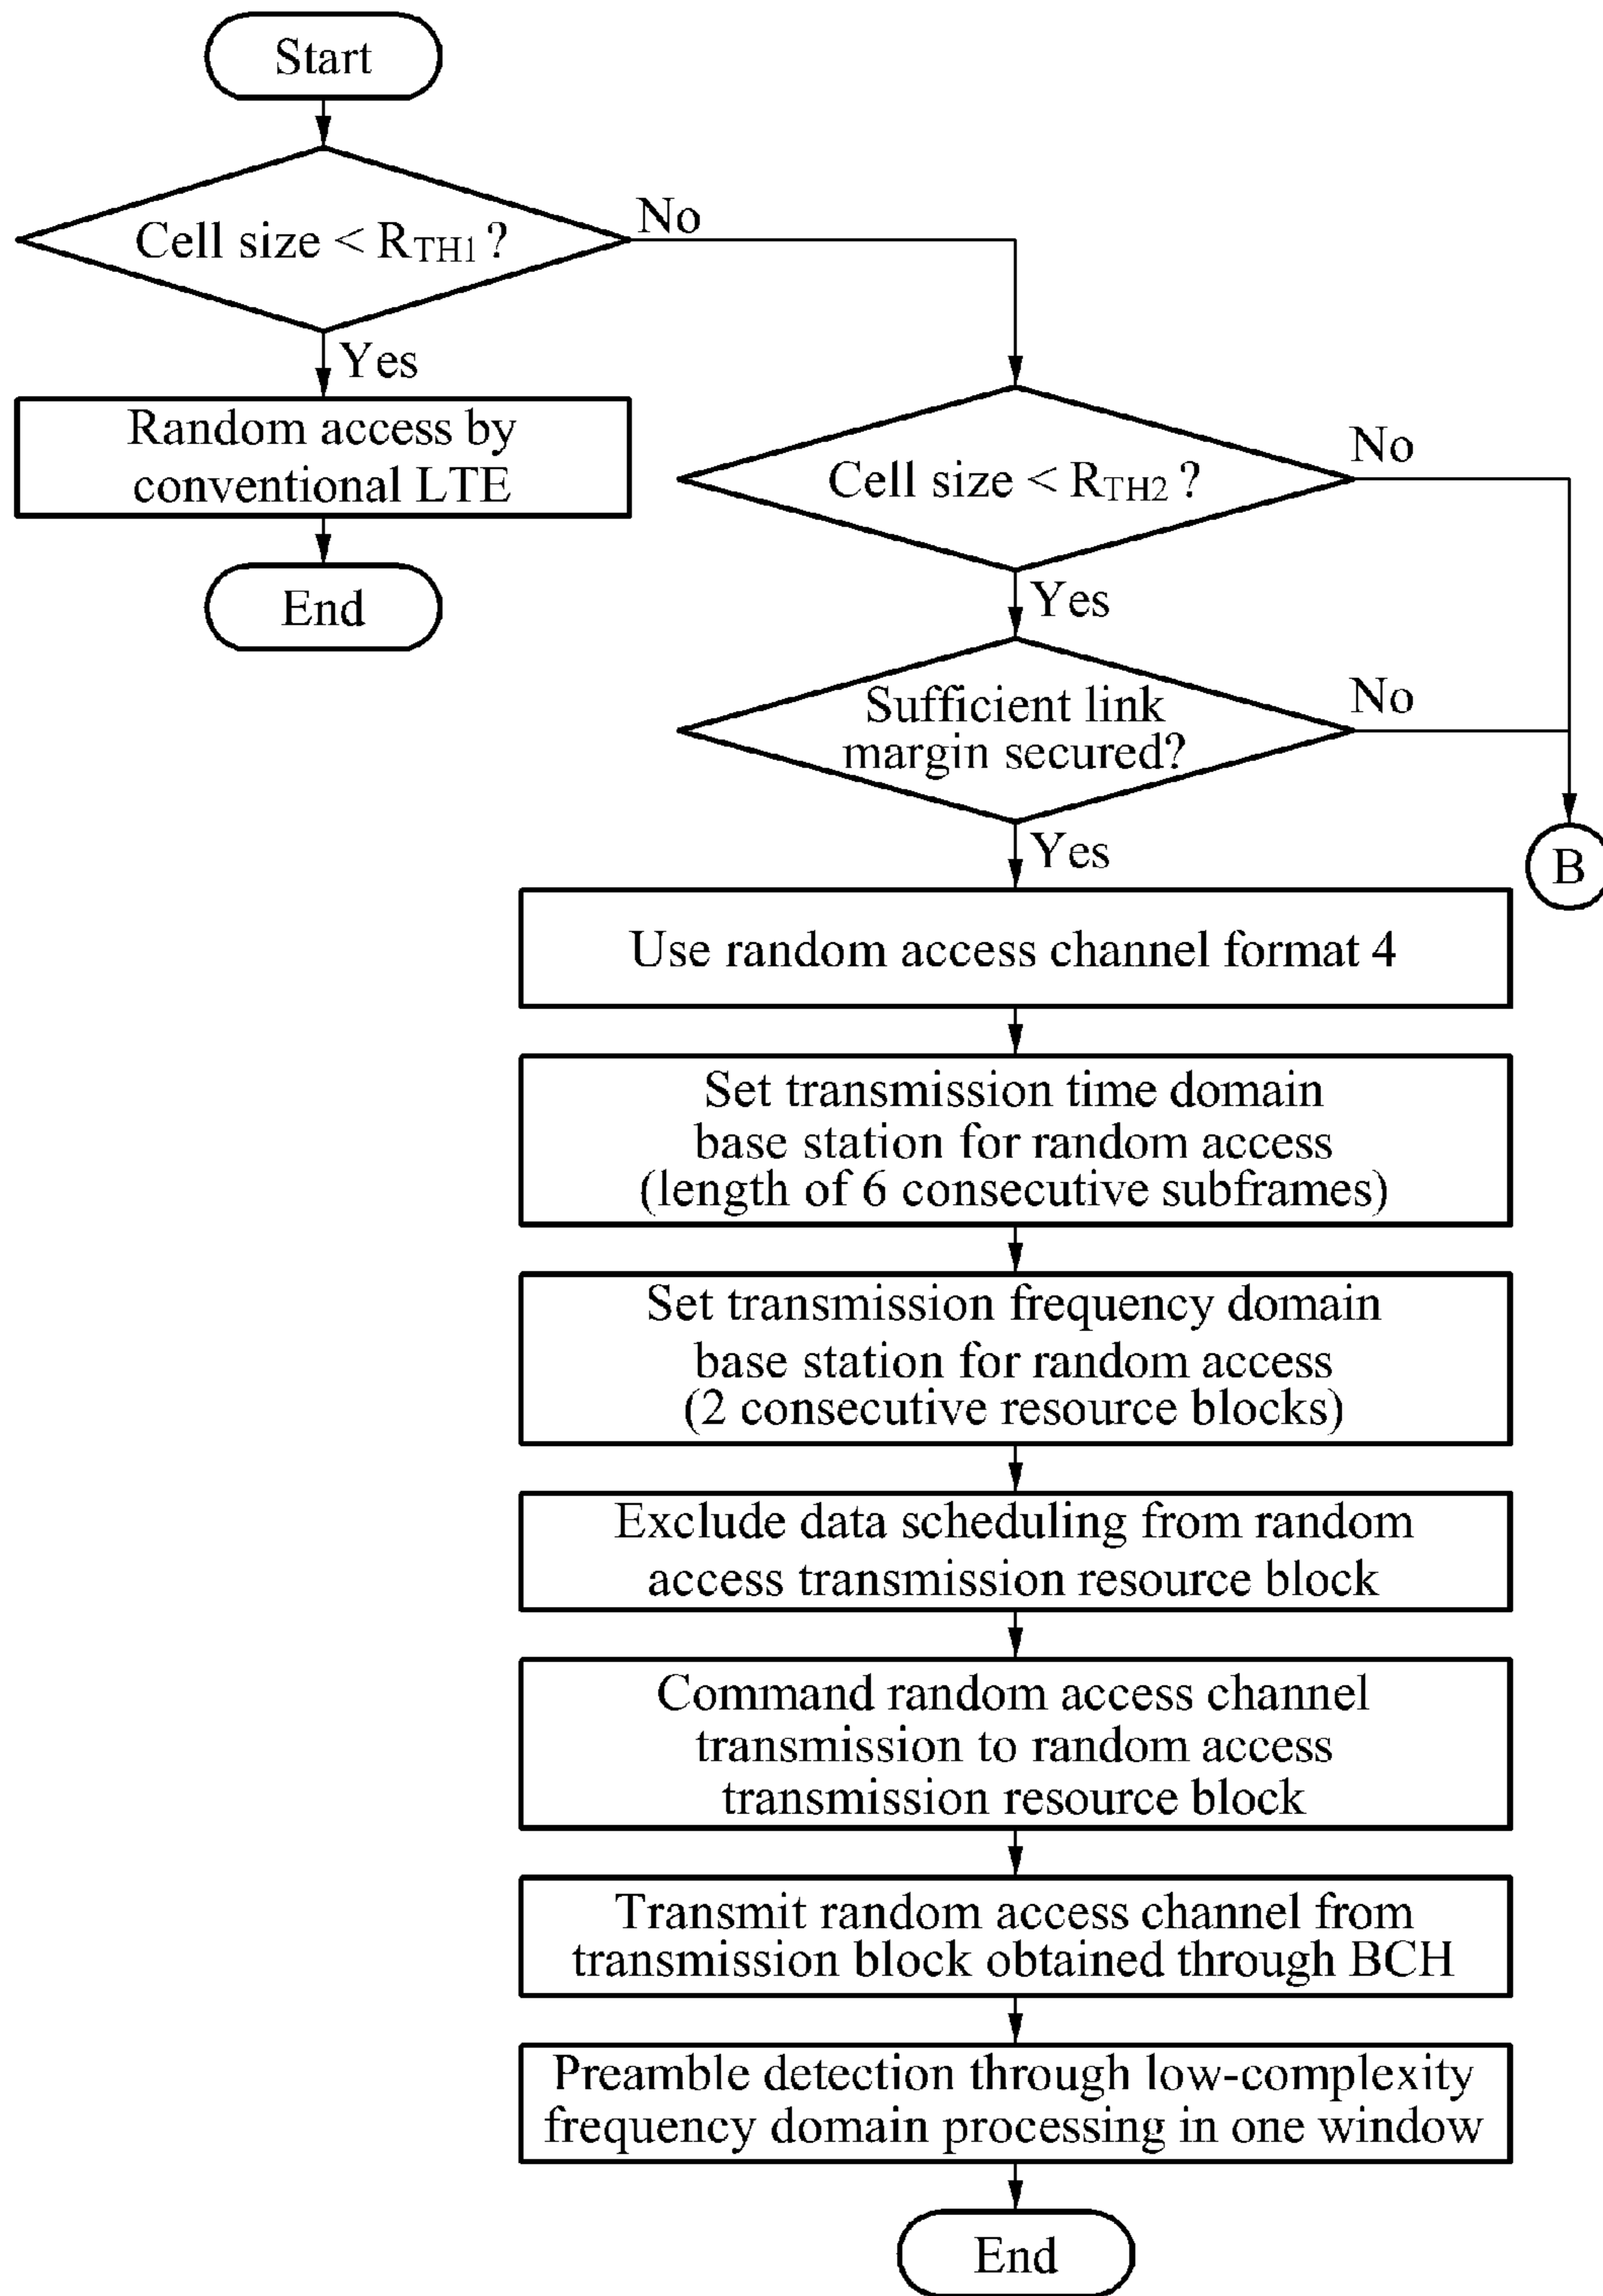 Start
Cell size < RTH1 ?
No
Yes
Random access by
conventional LTE
End
Cell size < RTH2 ?
No
Yes
Sufficient link
margin secured?
No
Yes
B
Use random access channel format 4
Set transmission time domain
base station for random access
(length of 6 consecutive subframes)
Set transmission frequency domain
base station for random access
(2 consecutive resource blocks)
Exclude data scheduling from random
access transmission resource block
Command random access channel
transmission to random access
transmission resource block
Transmit random access channel from
transmission block obtained through BCH
Preamble detection through low-complexity
frequency domain processing in one window
End